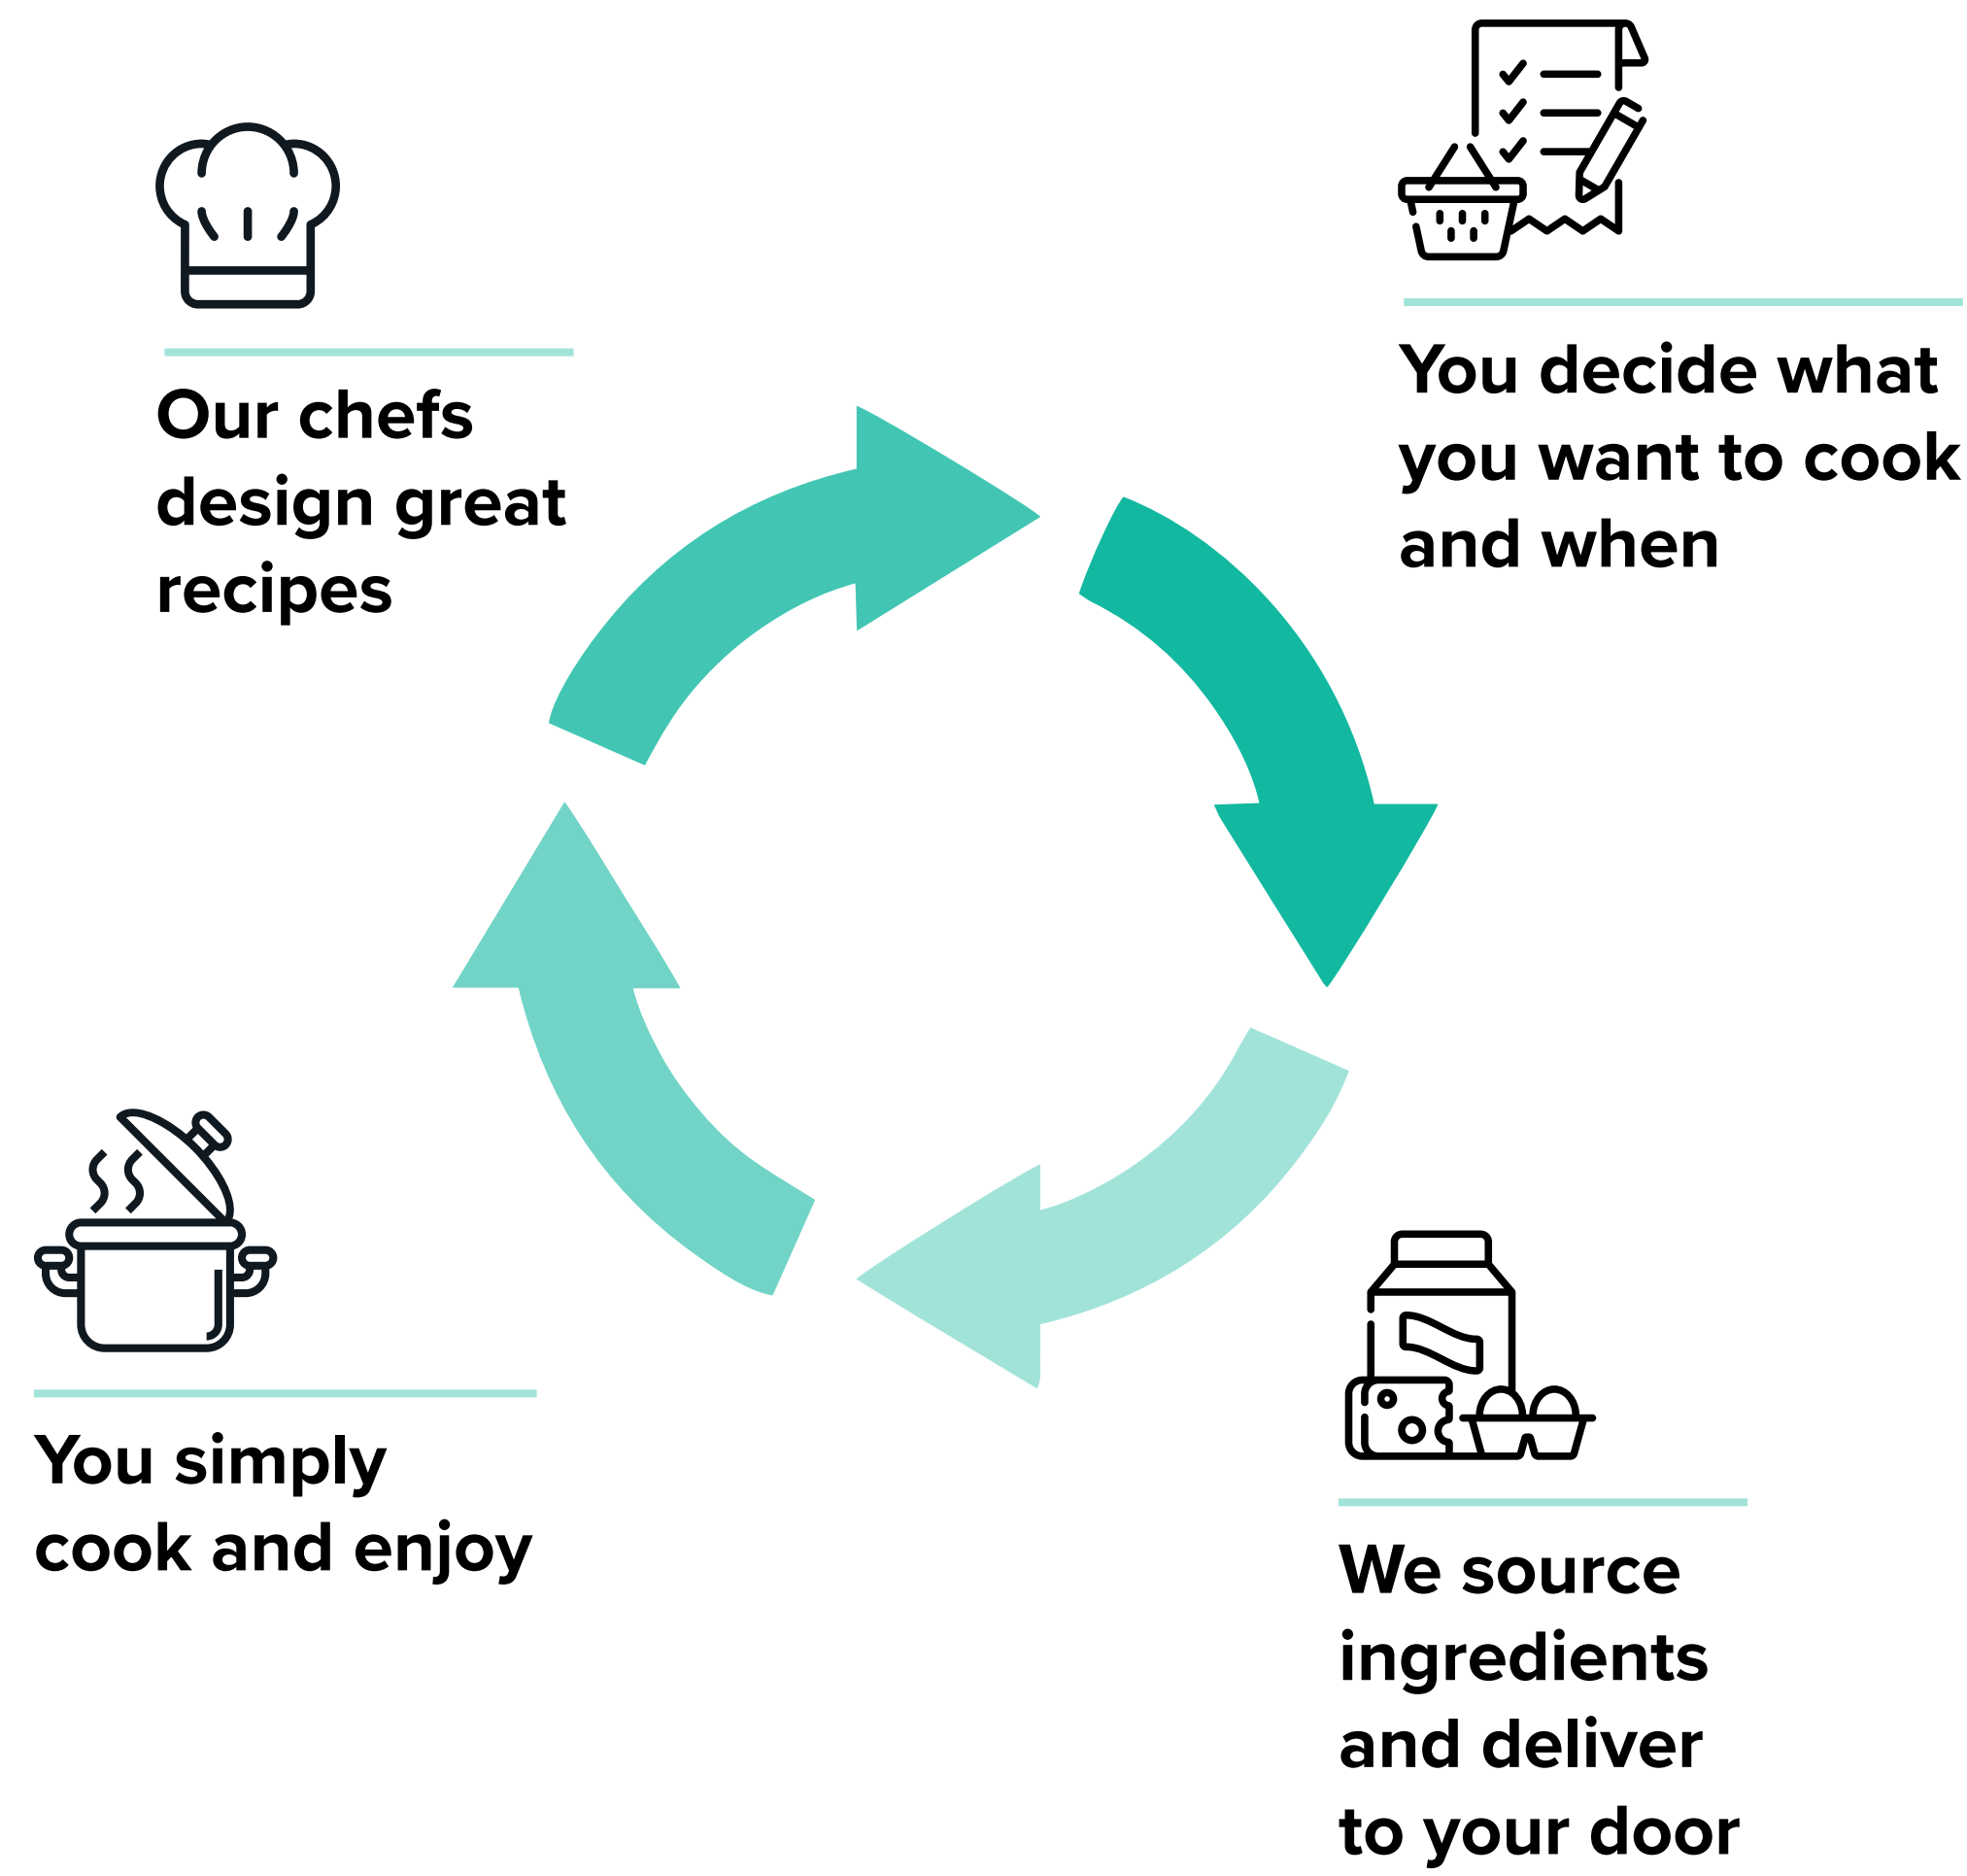 Our chefs
design great
recipes
You decide what
you want to cook
and when
You simply
cook and enjoy
We source
ingredients
and deliver
to your door